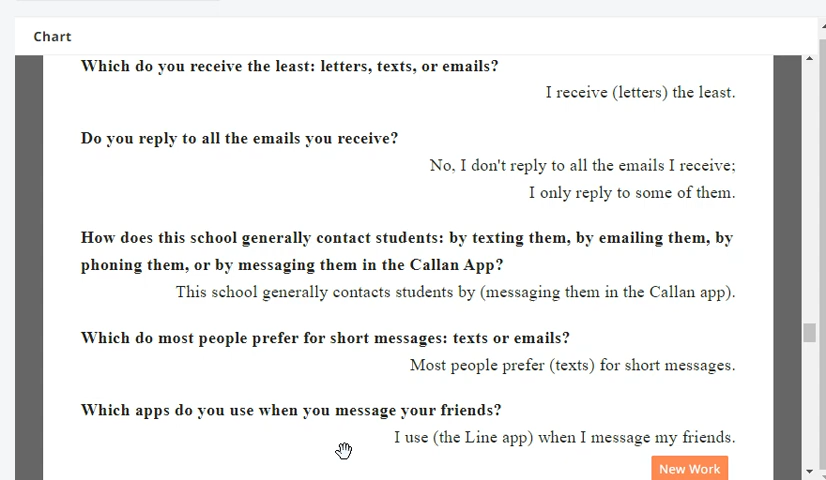 Chart
Which do you receive the least: letters, texts, or emails?
I receive (letters) the least.
Do you reply to all the emails you receive?
No, I don't reply to all the emails I receive;
I only reply to some of them.
How does this school generally contact students: by texting them, by emailing them, by
phoning them, or by messaging them in the Callan App?
This school generally contacts students by (messaging them in the Callan app).
Which do most people prefer for short messages: texts or emails?
Most people prefer (texts) for short messages.
Which apps do you use when you message your friends?
I use (the Line app) when I message my friends.
New Work